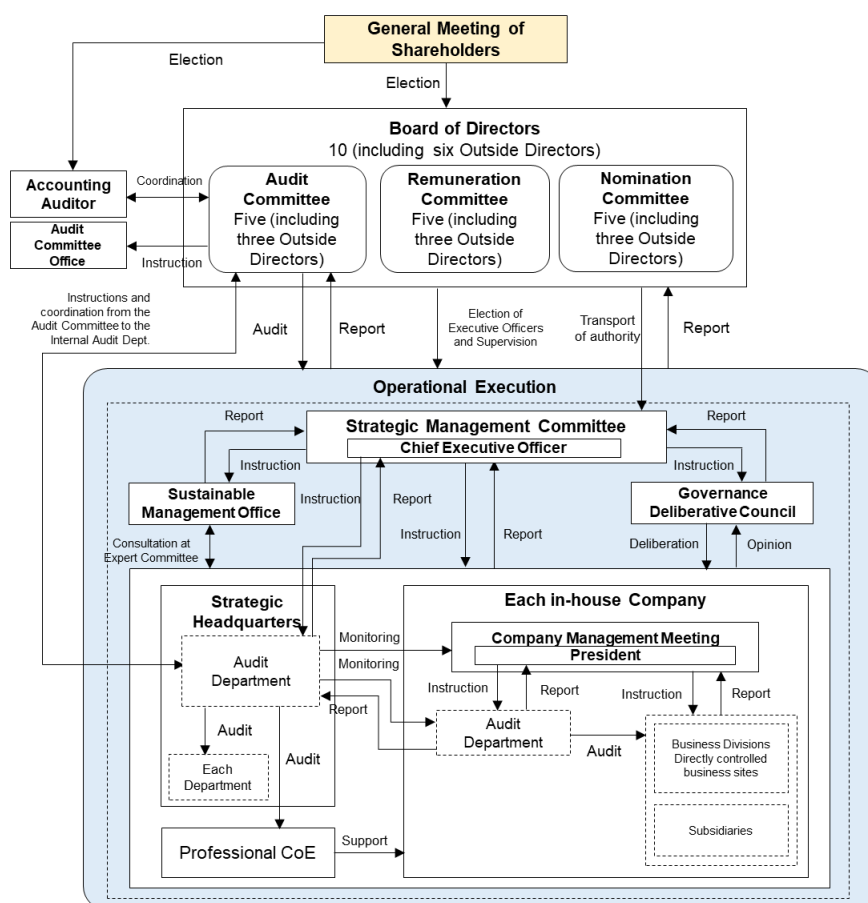 General Meeting of
Shareholders
Election
Election
Board of Directors
10 (including six Outside Directors)
Accounting
Auditor
Coordination
Audit
Committee
Five (including
three Outside
Directors)
Remuneration
Committee
Five (including
three Outside
Directors)
Nomination
Committee
Five (including
three Outside
Directors)
Audit
Committee
Office
Instruction
Instructions and
coordination from the
Audit Committee to the
Internal Audit Dept.
Audit
Report
Election of
Executive Officers
and Supervision
Transport
of authority
Report
Operational Execution
Report
Strategic Management Committee
Chief Executive Officer
Report
Instruction
Instruction
Sustainable
Management Office
Instruction
Report
Governance
Deliberative Council
Consultation at
Expert Committee
Instruction
Report
Deliberation
Opinion
Strategic
Headquarters
Each in-house Company
Audit
Department
Monitoring
Monitoring
Report
Company Management Meeting
President
Instruction
Report
Instruction
Report
Audit
Department
Audit
Audit
Each
Department
Audit
Business Divisions
Directly controlled
business sites
Subsidiaries
Professional CoE
Support